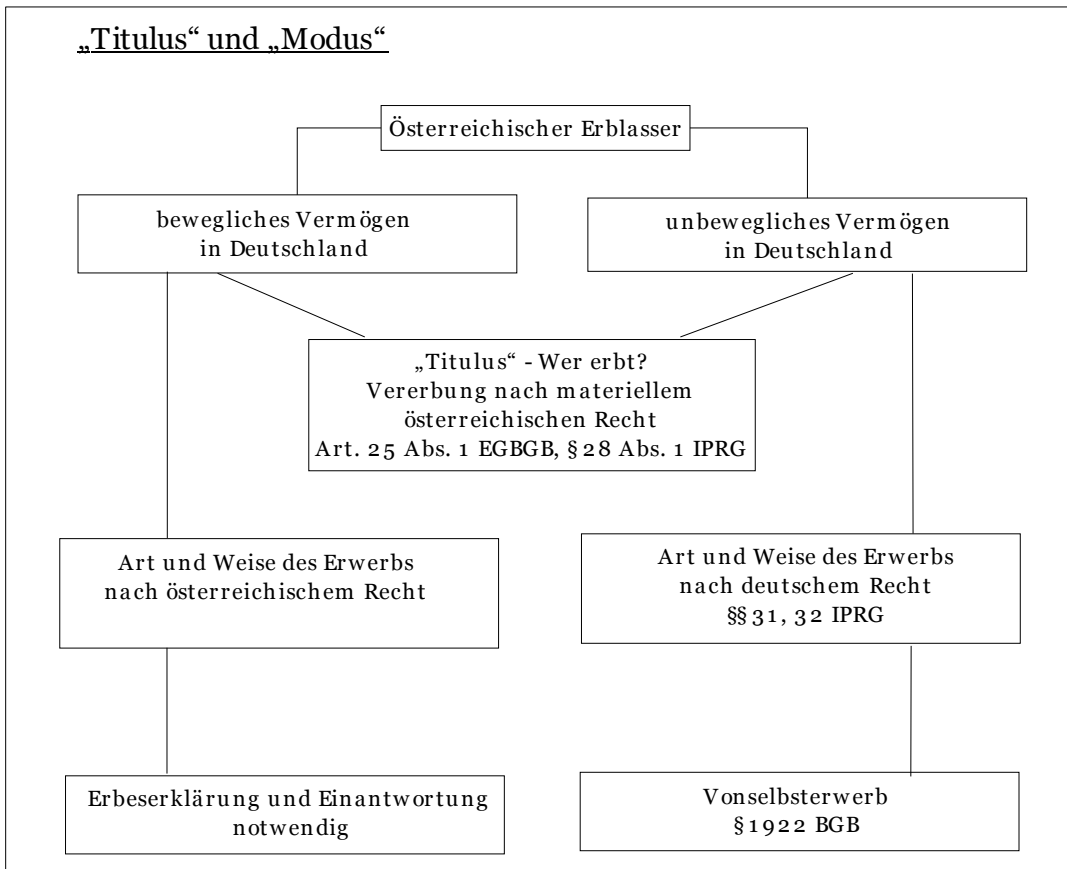 „Titulus“ und „Modus“
Österreichischer Erblasser
bewegliches Vermögen
in Deutschland
unbewegliches Vermögen
in Deutschland
„Titulus“ - Wer erbt?
Vererbung nach materiellem
österreichischen Recht
Art. 25 Abs. 1 EGBGB, § 28 Abs. 1 IPRG
Art und Weise des Erwerbs
nach österreichischem Recht
Art und Weise des Erwerbs
nach deutschem Recht
§§ 31, 32 IPRG
Erbeserklärung und Einantwortung
notwendig
Vonselbsterwerb
§ 1922 BGB